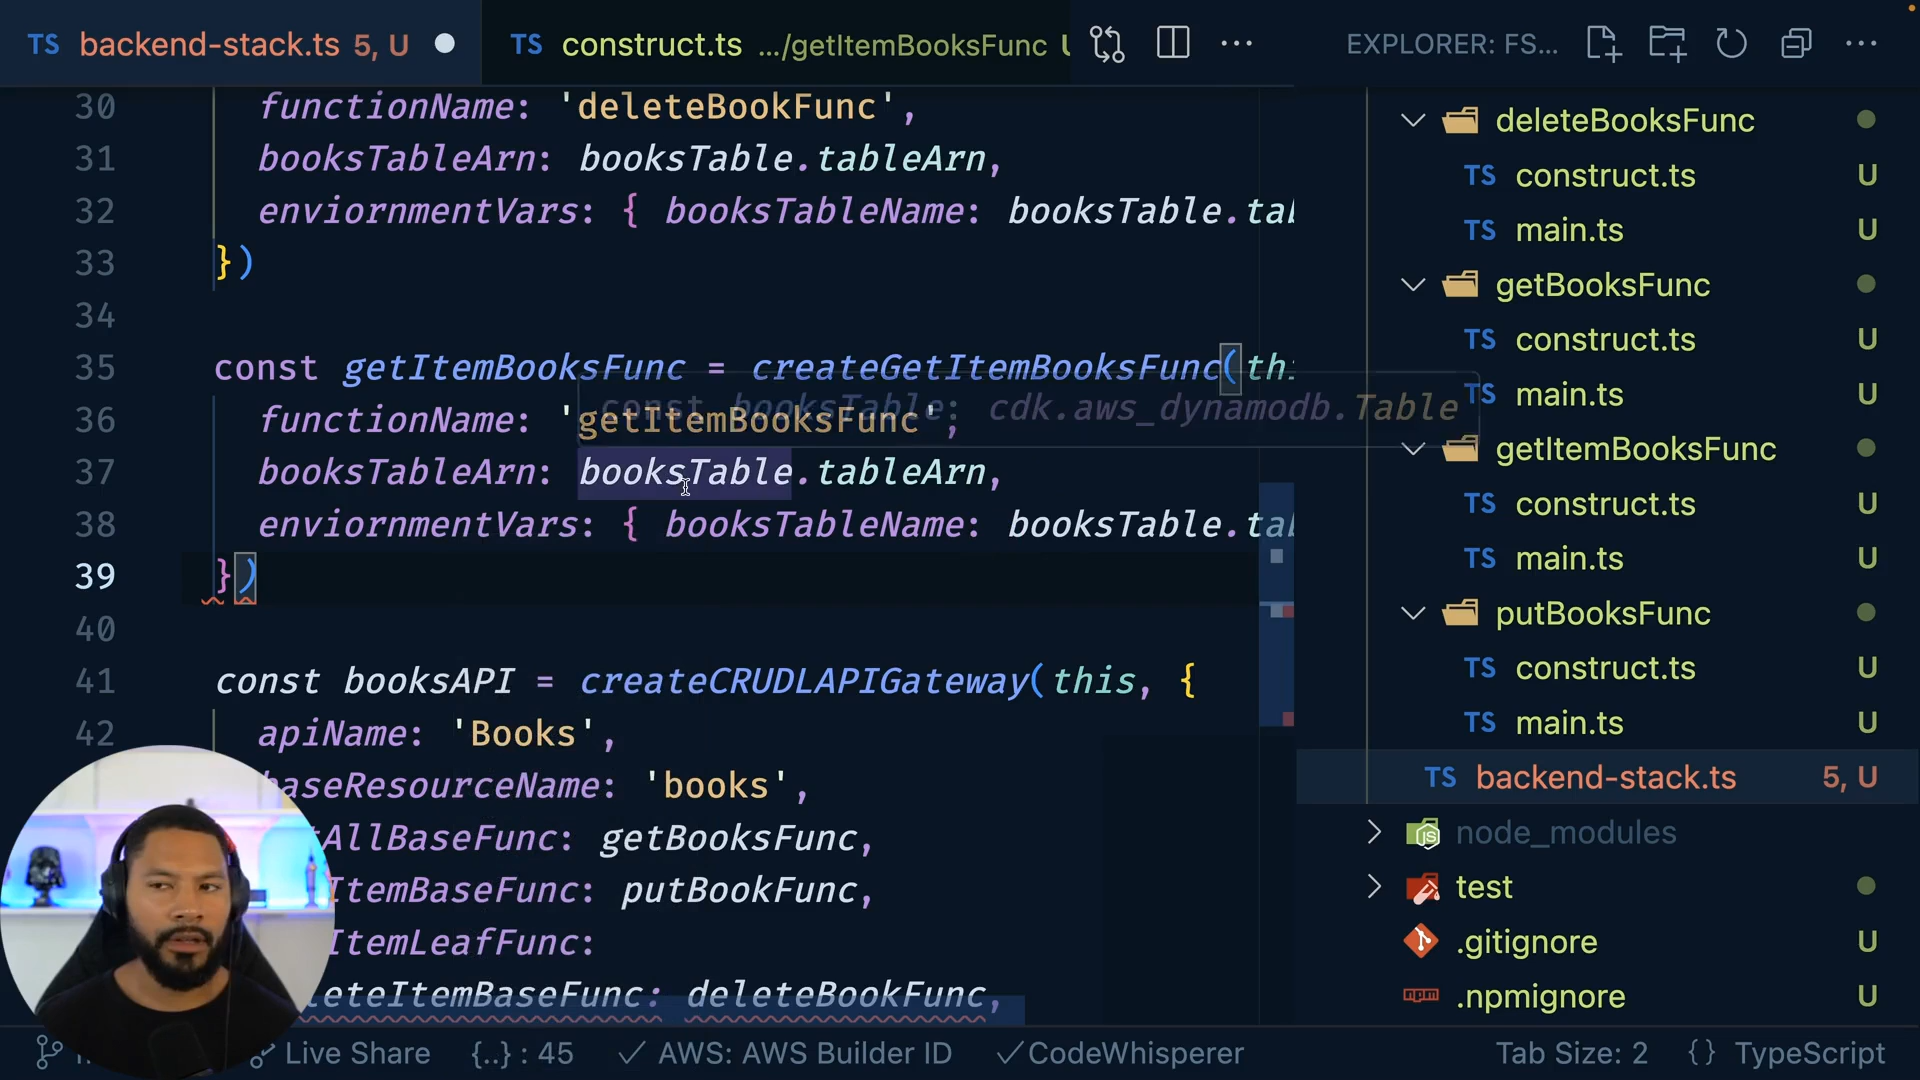 TS backend-stack.ts 5, U
TS construct.ts .../getItemBooksFunc
EXPLORER: FS...
30 functionName: 'deleteBookFunc',
31 booksTableArn: booksTable.tableArn,
32 enviornmentVars: { booksTableName: booksTable.tab
33 })
34
35 const getItemBooksFunc = createGetItemBooksFunc(thi
const booksTable: cdk.aws_dynamodb.Table
36 functionName: 'getItemBooksFunc',
37 booksTableArn: booksTable.tableArn,
38 enviornmentVars: { booksTableName: booksTable.tab
39 })
40
41 const booksAPI = createCRUDLAPIGateway(this, {
42 apiName: 'Books',
baseResourceName: 'books',
AllBaseFunc: getBooksFunc,
ItemBaseFunc: putBookFunc,
ItemLeafFunc:
eteItemBaseFunc: deleteBookFunc,
deleteBooksFunc
TS construct.ts U
TS main.ts U
getBooksFunc
TS construct.ts U
TS main.ts U
getItemBooksFunc
TS construct.ts U
TS main.ts U
putBooksFunc
TS construct.ts U
TS main.ts U
TS backend-stack.ts 5, U
node_modules
test
.gitignore U
.npmignore U
Live Share {..} : 45 AWS: AWS Builder ID CodeWhisperer Tab Size: 2 {} TypeScript